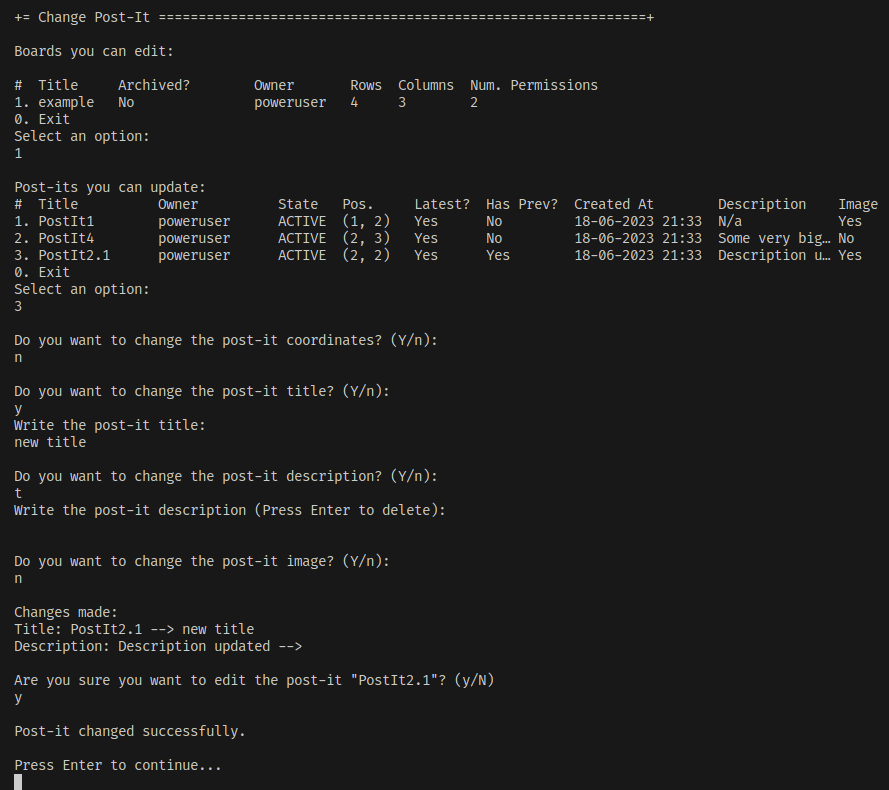 += Change Post-It =============================================================+
Boards you can edit:
#  Title     Archived?        Owner       Rows  Columns  Num. Permissions
1. example   No               poweruser   4     3        2
0. Exit
Select an option:
1
Post-its you can update:
#  Title          Owner          State   Pos.     Latest?  Has Prev?  Created At        Description    Image
1. PostIt1        poweruser      ACTIVE  (1, 2)   Yes      No         18-06-2023 21:33  N/a            Yes
2. PostIt4        poweruser      ACTIVE  (2, 3)   Yes      No         18-06-2023 21:33  Some very big… No
3. PostIt2.1      poweruser      ACTIVE  (2, 2)   Yes      Yes        18-06-2023 21:33  Description u… Yes
0. Exit
Select an option:
3
Do you want to change the post-it coordinates? (Y/n):
n
Do you want to change the post-it title? (Y/n):
y
Write the post-it title:
new title
Do you want to change the post-it description? (Y/n):
t
Write the post-it description (Press Enter to delete):
Do you want to change the post-it image? (Y/n):
n
Changes made:
Title: PostIt2.1 --> new title
Description: Description updated -->
Are you sure you want to edit the post-it "PostIt2.1"? (y/N)
y
Post-it changed successfully.
Press Enter to continue...